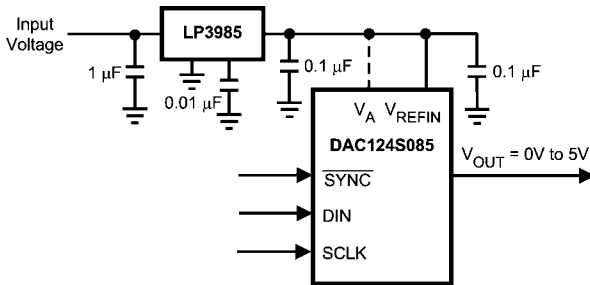 Input
Voltage
LP3985
1 µF
0.01 µF
0.1 µF
0.1 µF
VA VREFIN
DAC124S085
SYNC
DIN
SCLK
VOUT = 0V to 5V